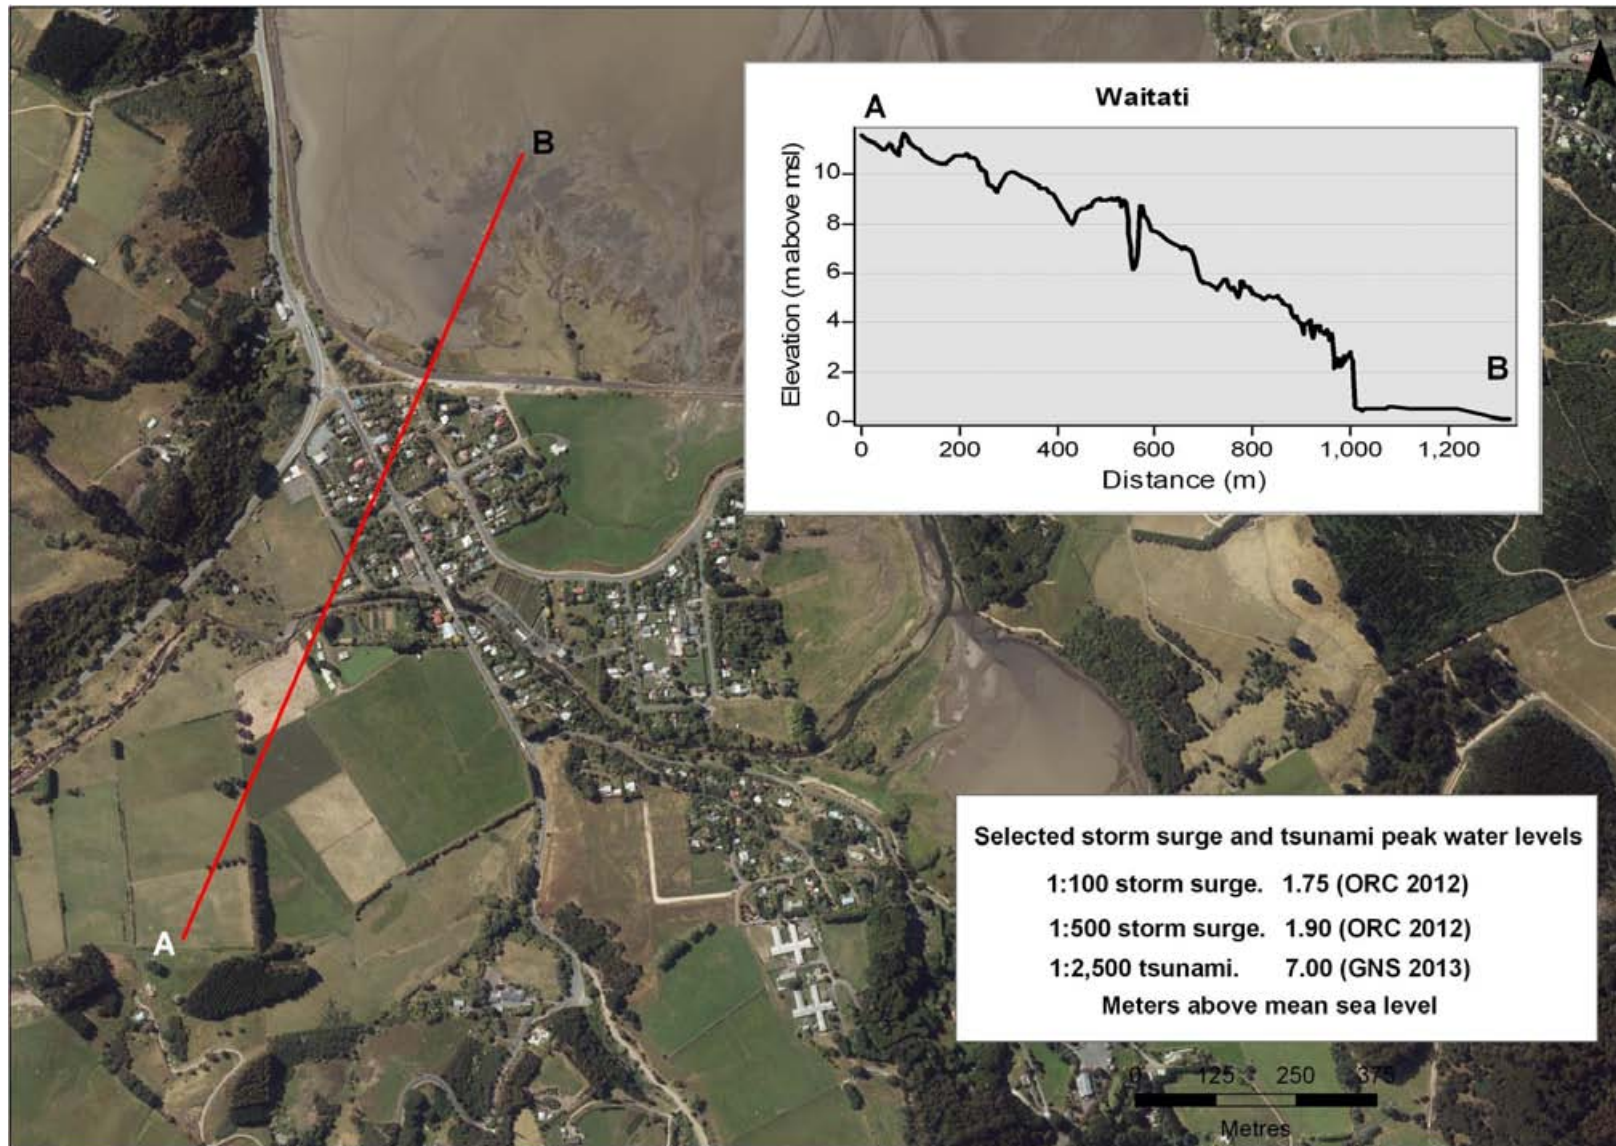 Waitati
A
B
Elevation (m above msl)
10
8
6
4
2
0
0 200 400 600 800 1,000 1,200
Distance (m)
B
A
Selected storm surge and tsunami peak water levels
1:100 storm surge. 1.75 (ORC 2012)
1:500 storm surge. 1.90 (ORC 2012)
1:2,500 tsunami. 7.00 (GNS 2013)
Meters above mean sea level
0 125 250 375
Metres